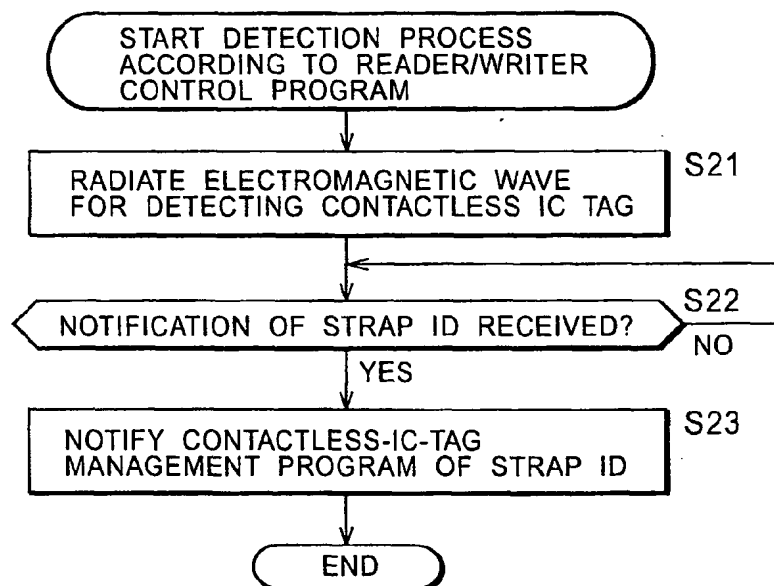 START DETECTION PROCESS
ACCORDING TO READER/WRITER
CONTROL PROGRAM
S21
RADIATE ELECTROMAGNETIC WAVE
FOR DETECTING CONTACTLESS IC TAG
S22
NOTIFICATION OF STRAP ID RECEIVED?
NO
YES
S23
NOTIFY CONTACTLESS-IC-TAG
MANAGEMENT PROGRAM OF STRAP ID
END